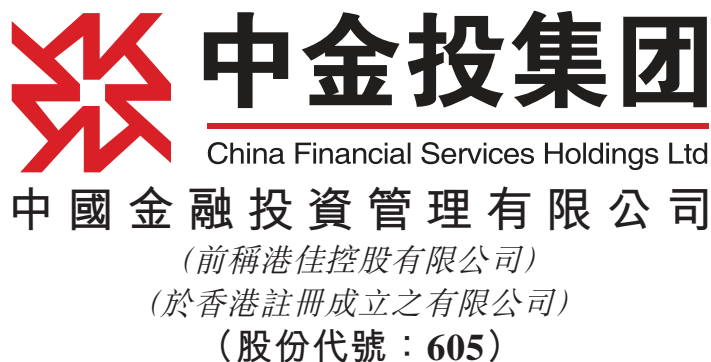 中金投集团
China Financial Services Holdings Ltd
中國金融投資管理有限公司
(前稱港佳控股有限公司)
(於香港註冊成立之有限公司)
（股份代號：605）